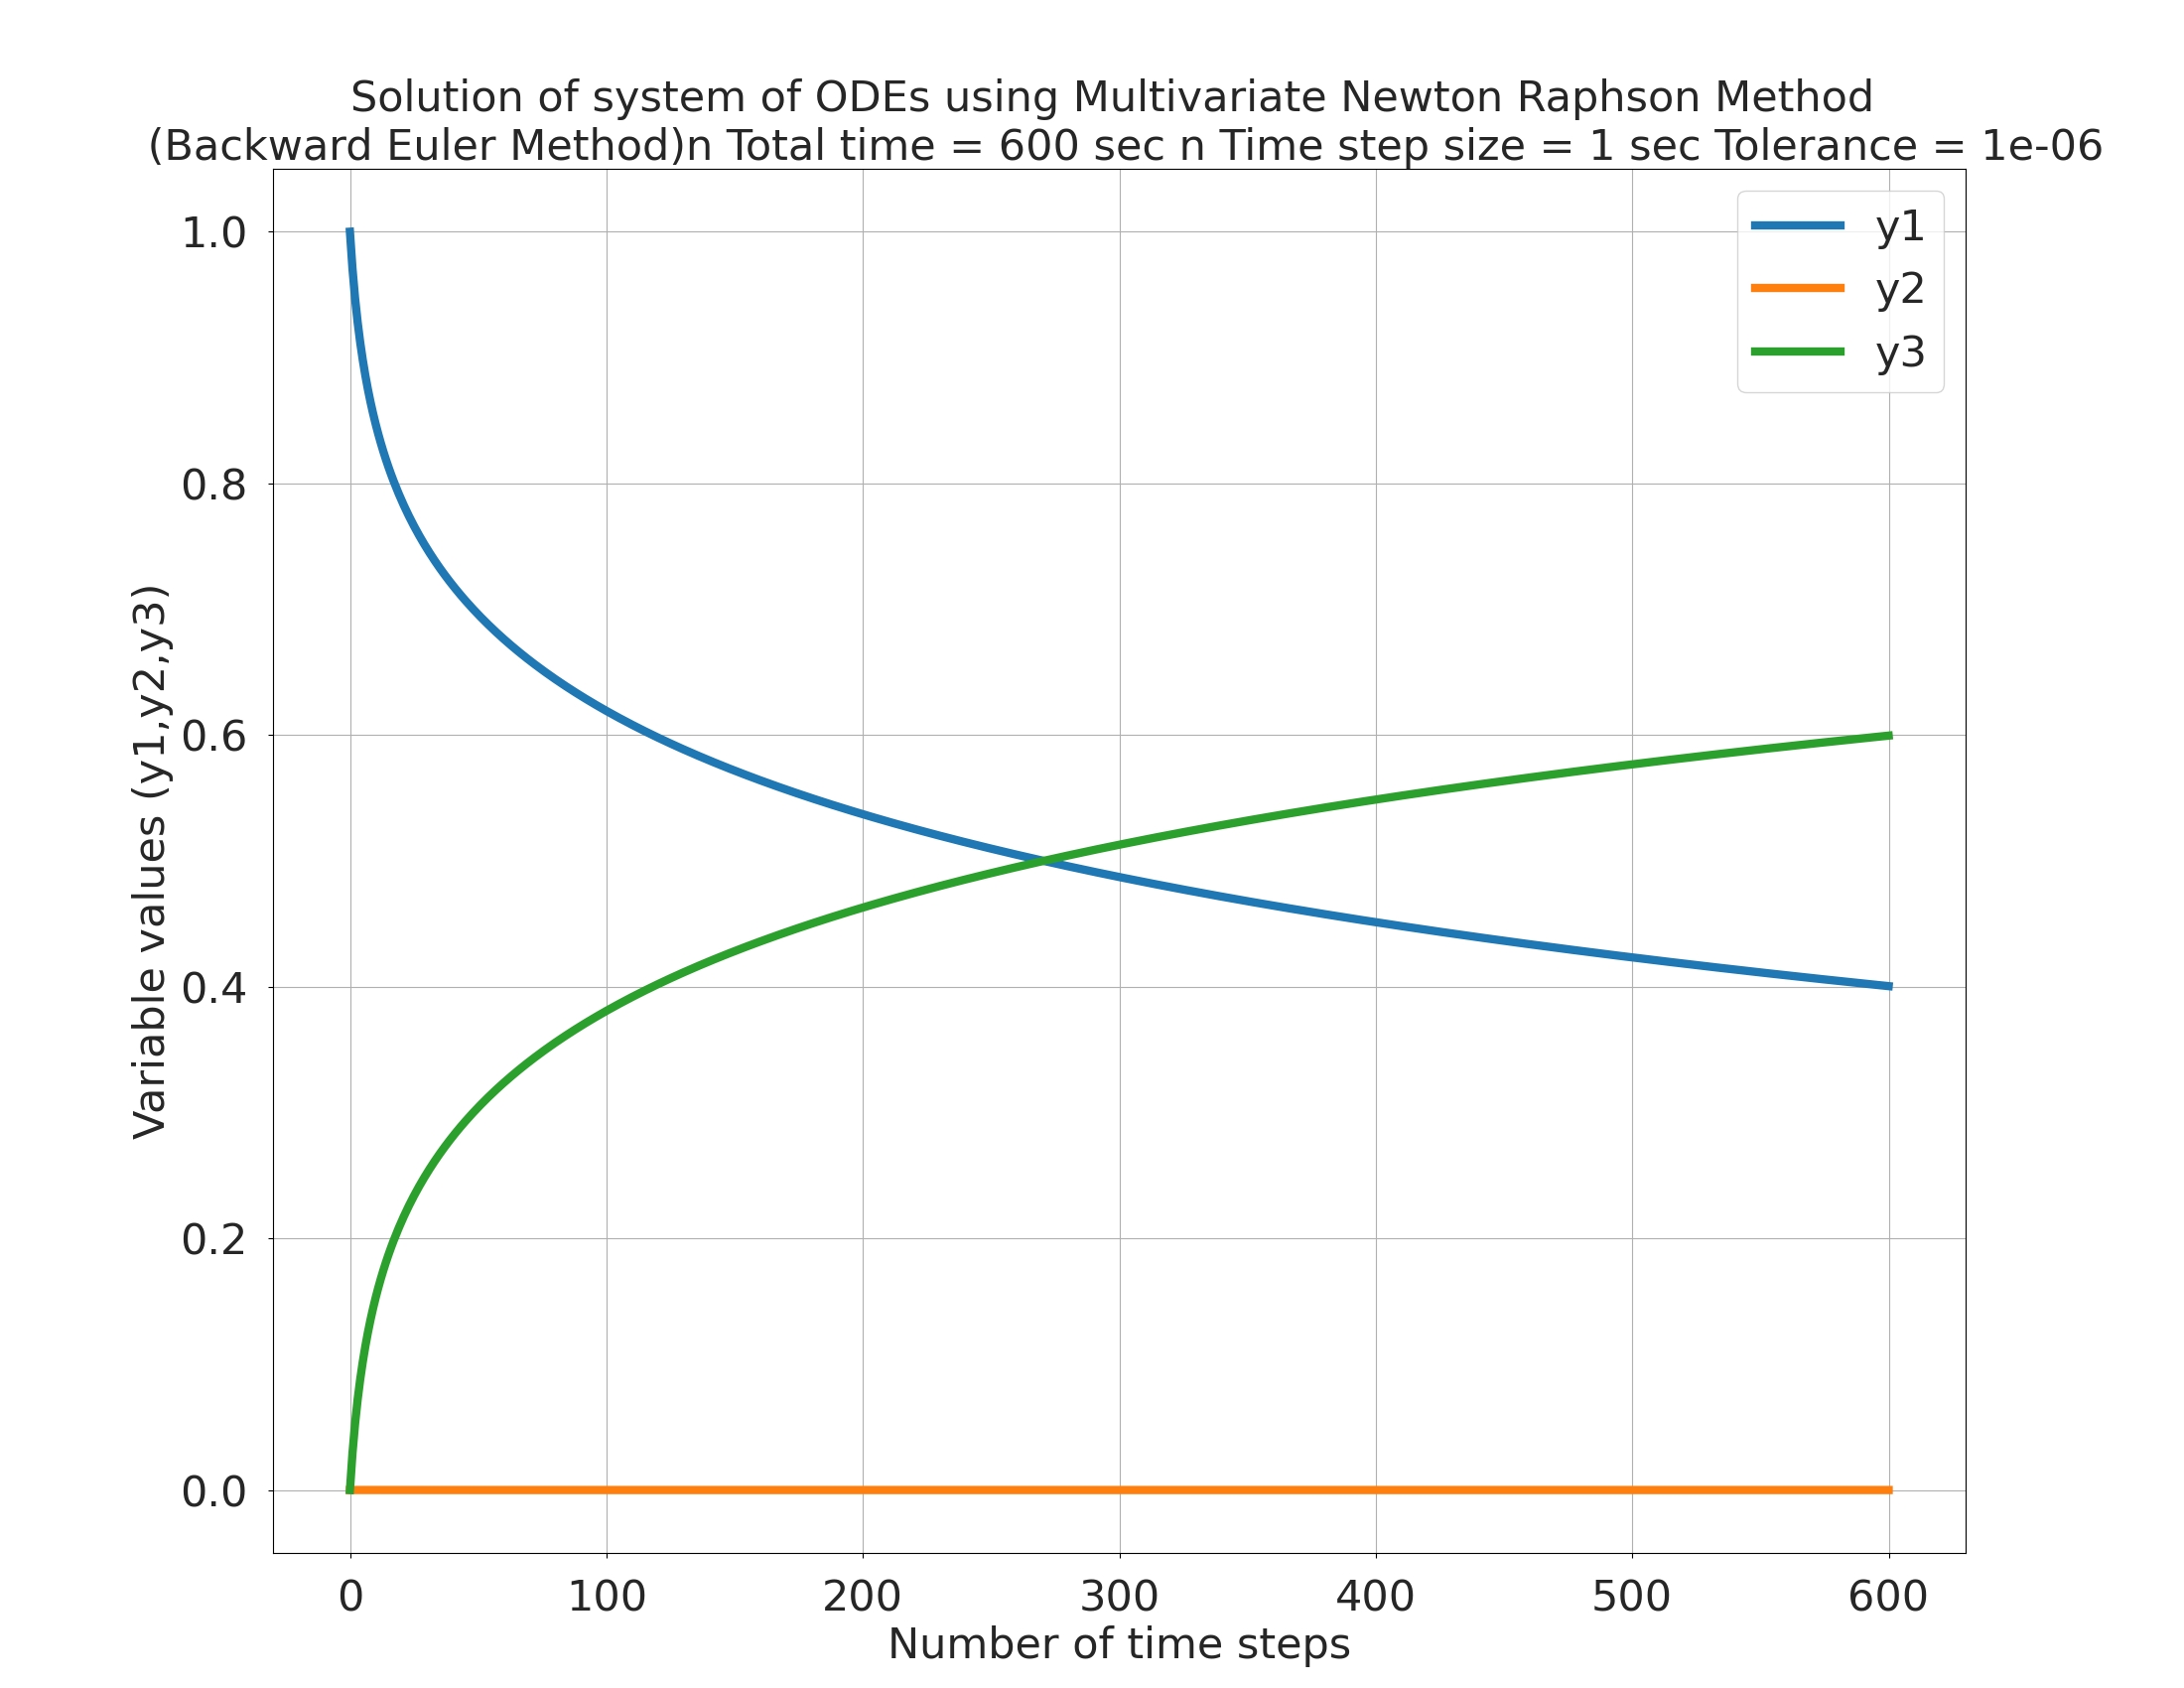 Solution of system of ODEs using Multivariate Newton Raphson Method
(Backward Euler Method)n Total time = 600 sec n Time step size = 1 sec Tolerance = 1e-06
y1
y2
y3
Variable values (y1,y2,y3)
1.0
0.8
0.6
0.4
0.2
0.0
0 100 200 300 400 500 600
Number of time steps